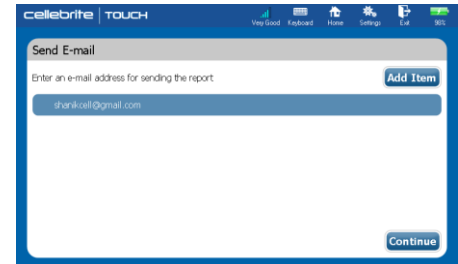 cellebrite TOUCH
Very Good Keyboard Home Settings Exit 96%
Send E-mail
Enter an e-mail address for sending the report
Add Item
shanikcell@gmail.com
Continue